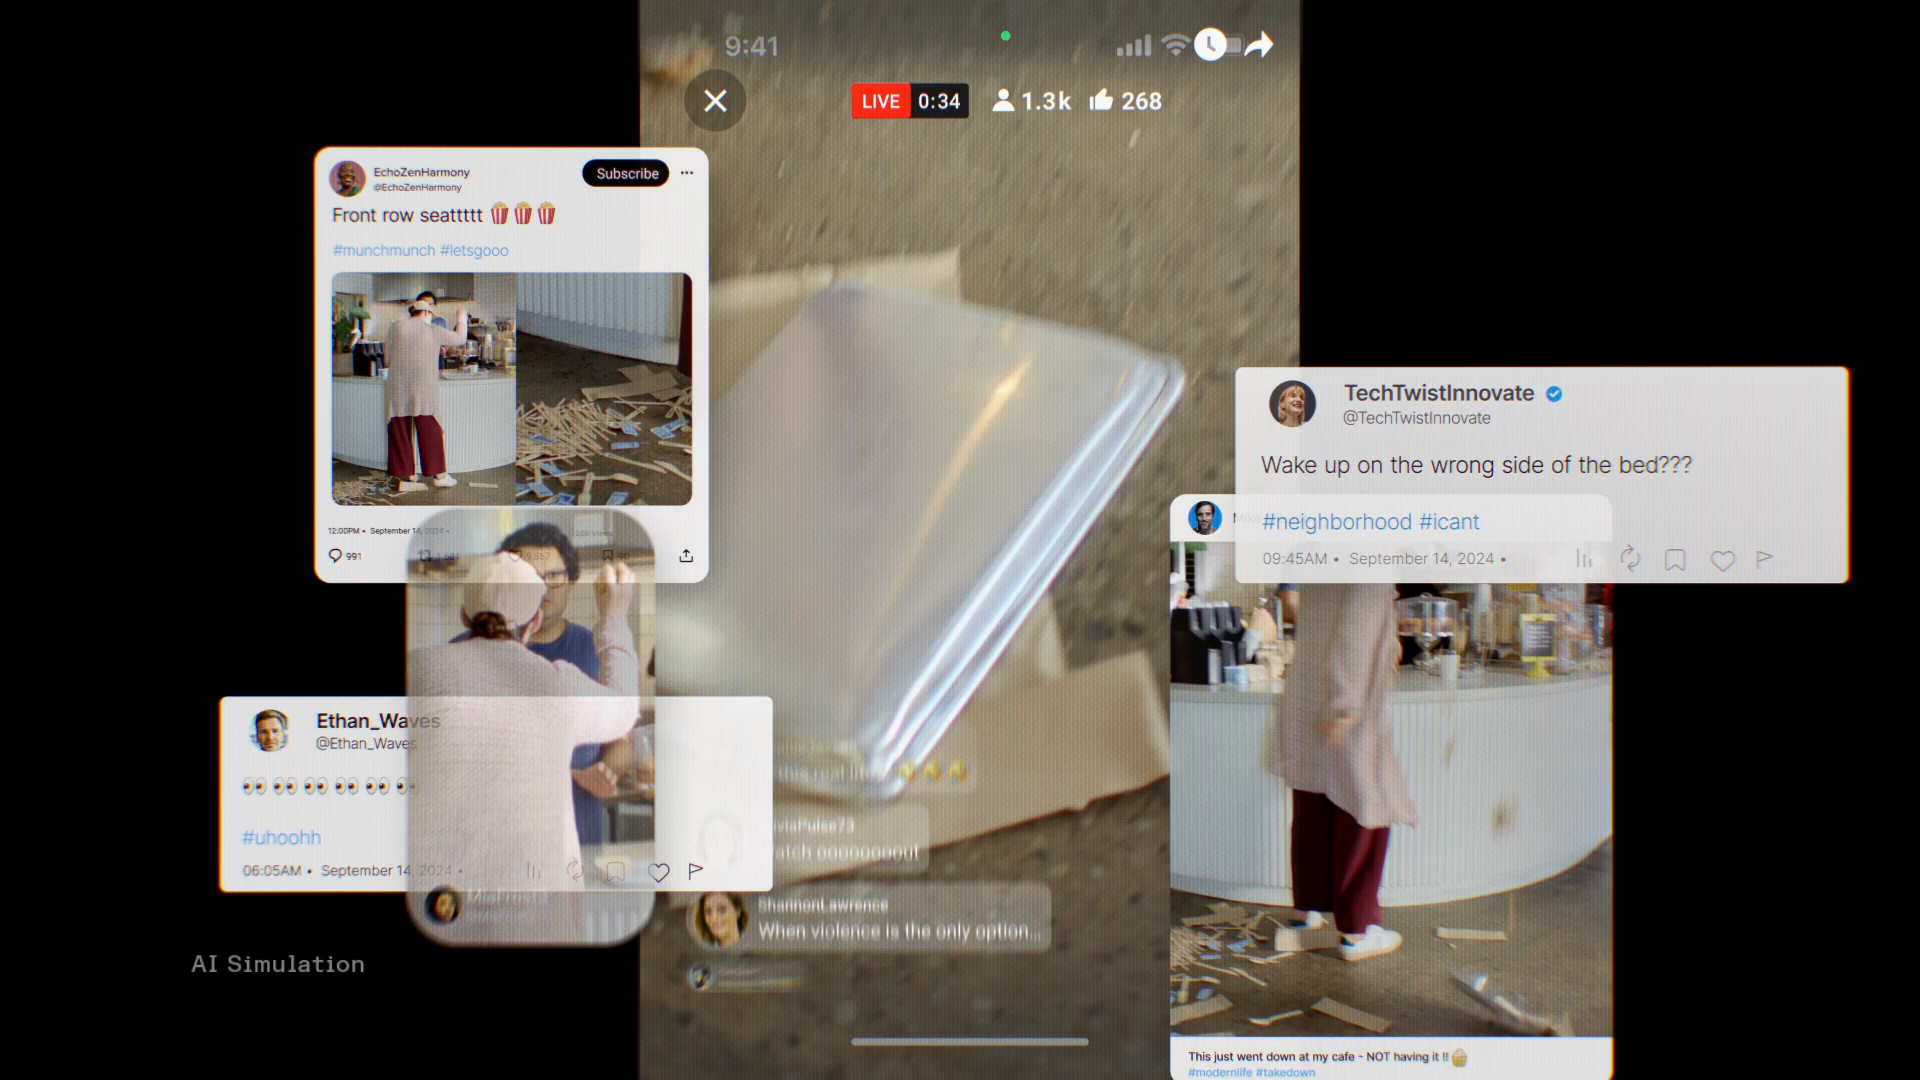 9:41
LIVE 0:34 1.3k 268
EchoZenHarmony
@EchoZenHarmony
Subscribe
Front row seattttt 🍿🍿🍿
#munchmunch #letsgooo
12:00PM • September 14, 2024 •
991
TechTwistInnovate
@TechTwistInnovate
Wake up on the wrong side of the bed???
#neighborhood #icant
09:45AM • September 14, 2024 •
Ethan_Waves
@Ethan_Waves
👀 👀 👀 👀 👀 👀
#uhoohh
06:05AM • September 14, 2024 •
this real
ShannonLawrence
When violence is the only option...
AI Simulation
This just went down at my cafe - NOT having it !! 🧁
#modernlife #takedown